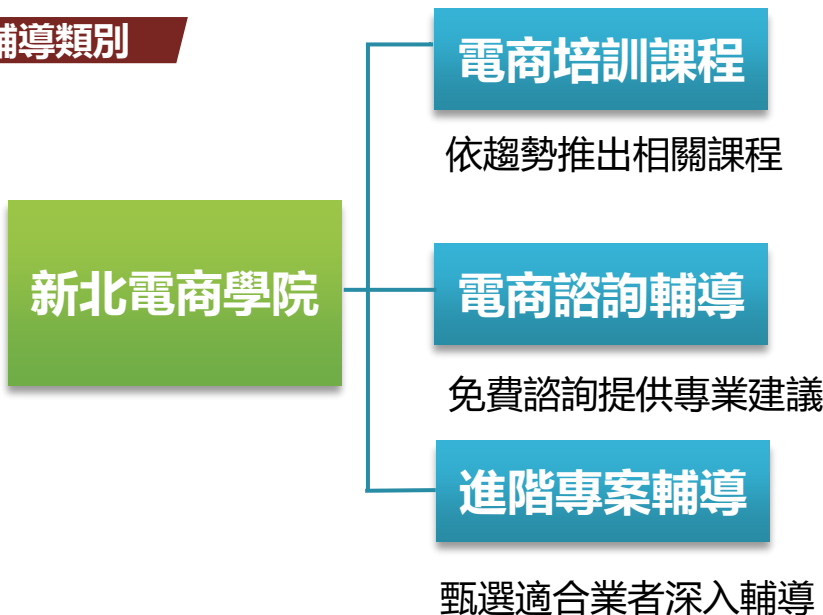 輔導類別
新北電商學院
電商培訓課程
依趨勢推出相關課程
電商諮詢輔導
免費諮詢提供專業建議
進階專案輔導
甄選適合業者深入輔導